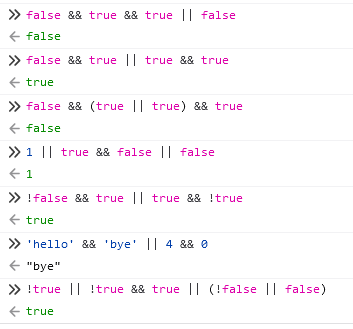 >> false && true && true || false
← false
>> false && true || true && true
← true
>> false && (true || true) && true
← false
>> 1 || true && false || false
← 1
>> !false && true || true && !true
← true
>> 'hello' && 'bye' || 4 && 0
← "bye"
>> !true || !true && true || (!false || false)
← true